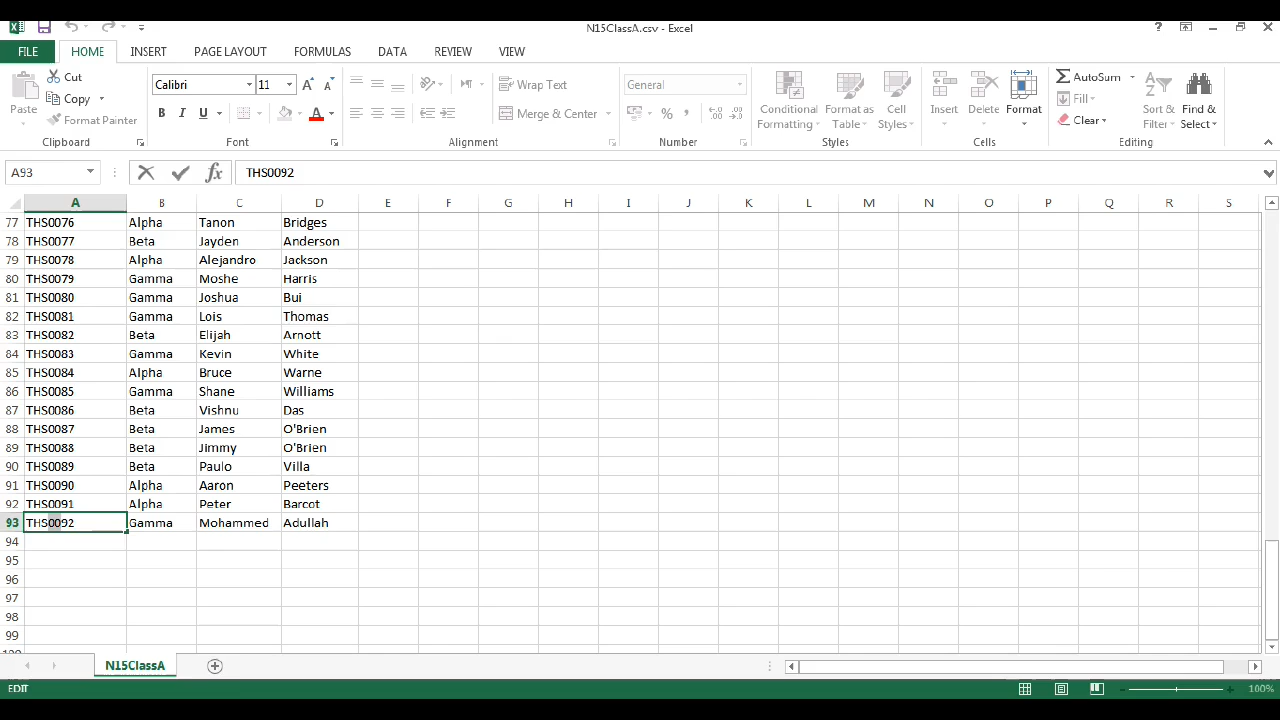 N15ClassA.csv - Excel
FILE HOME INSERT PAGE LAYOUT FORMULAS DATA REVIEW VIEW
Paste Cut Copy Format Painter
Calibri 11 A A
B I U A
Wrap Text
Merge & Center
General
% ,
Conditional Formatting
Format as Table
Cell Styles
Insert Delete Format
AutoSum Fill Clear
Sort & Filter
Find & Select
Clipboard Font Alignment Number Styles Cells Editing
A93 fx THS0092
A B C D E F G H I J K L M N O P Q R S
77 THS0076 Alpha Tanon Bridges
78 THS0077 Beta Jayden Anderson
79 THS0078 Alpha Alejandro Jackson
80 THS0079 Gamma Moshe Harris
81 THS0080 Gamma Joshua Bui
82 THS0081 Gamma Lois Thomas
83 THS0082 Beta Elijah Arnott
84 THS0083 Gamma Kevin White
85 THS0084 Alpha Bruce Warne
86 THS0085 Gamma Shane Williams
87 THS0086 Beta Vishnu Das
88 THS0087 Beta James O'Brien
89 THS0088 Beta Jimmy O'Brien
90 THS0089 Beta Paulo Villa
91 THS0090 Alpha Aaron Peeters
92 THS0091 Alpha Peter Barcot
93 THS0092 Gamma Mohammed Adullah
94
95
96
97
98
99
N15ClassA
EDIT 100%